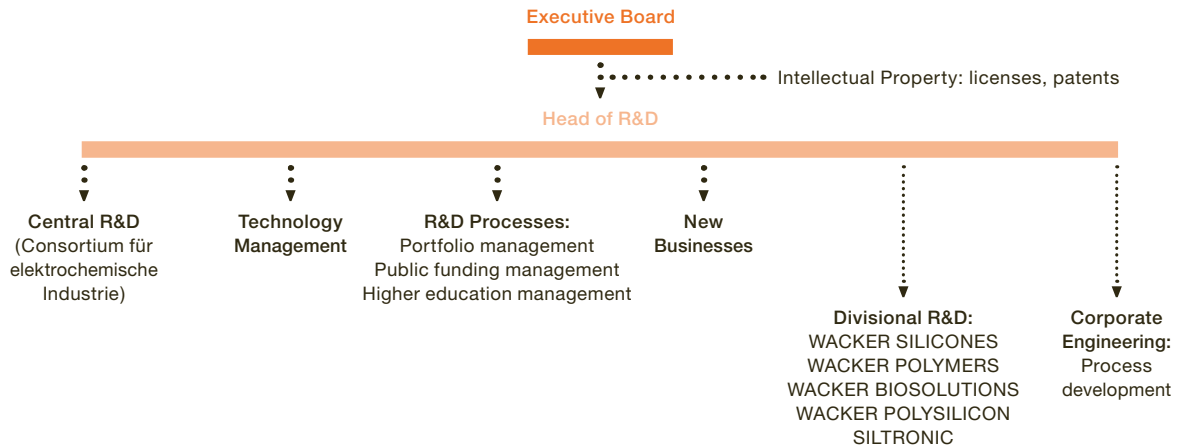 Executive Board
Intellectual Property: licenses, patents
Head of R&D
Central R&D
(Consortium für
elektrochemische
Industrie)
Technology
Management
R&D Processes:
Portfolio management
Public funding management
Higher education management
New
Businesses
Divisional R&D:
WACKER SILICONES
WACKER POLYMERS
WACKER BIOSOLUTIONS
WACKER POLYSILICON
SILTRONIC
Corporate
Engineering:
Process
development